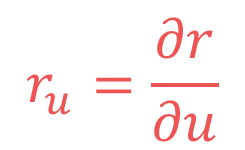 r_u = ∂r/∂u